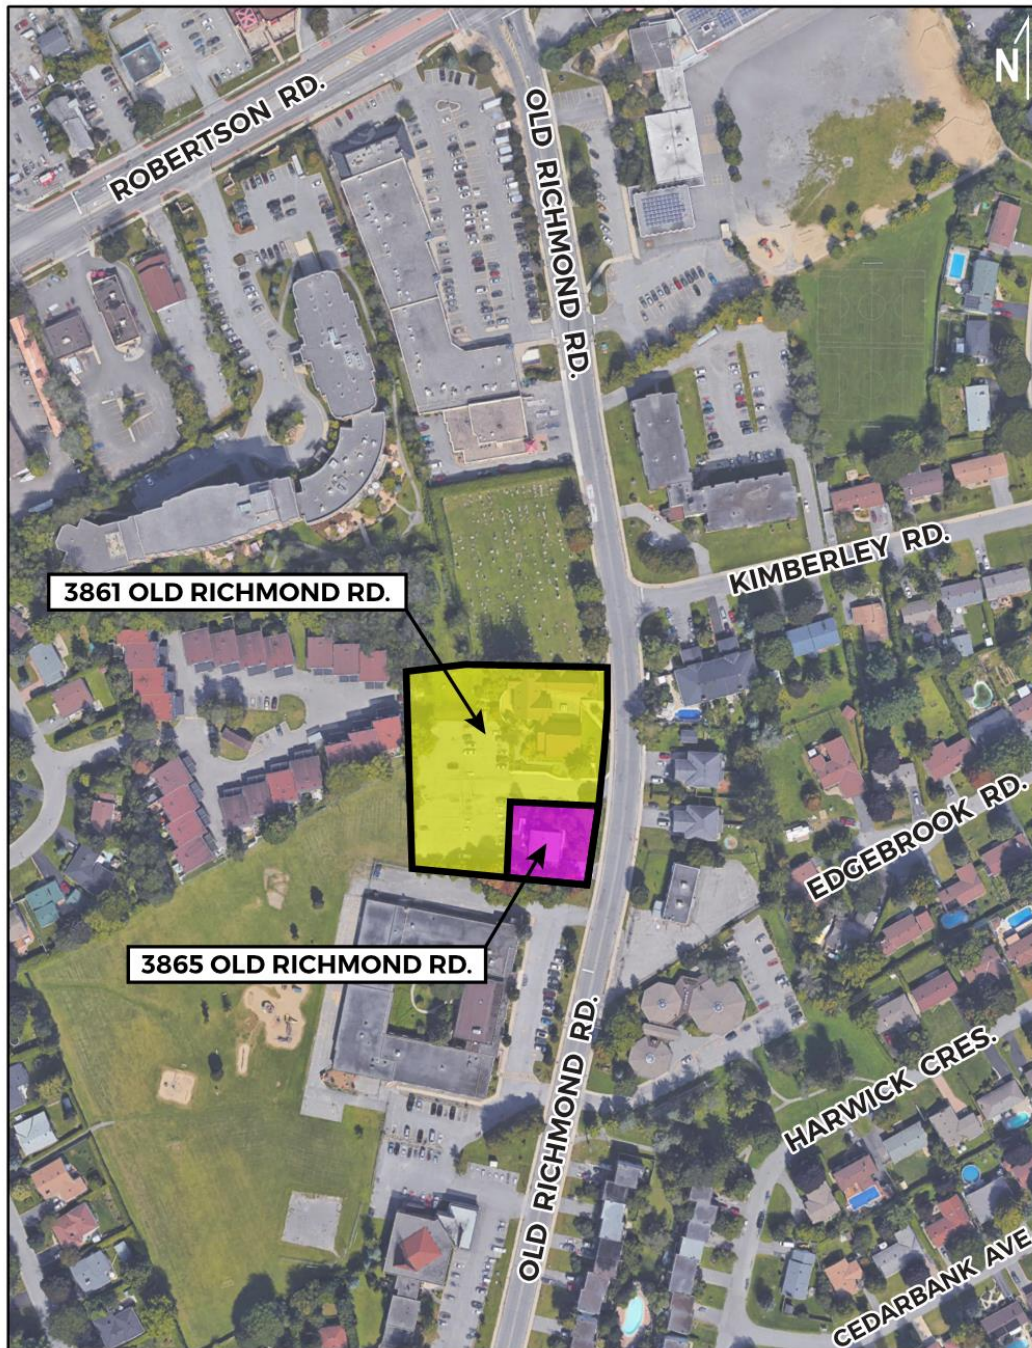 N
ROBERTSON RD.
OLD RICHMOND RD.
KIMBERLEY RD.
3861 OLD RICHMOND RD.
EDGEBROOK RD.
3865 OLD RICHMOND RD.
OLD RICHMOND RD.
HARWICK CRES.
CEDARBANK AVE